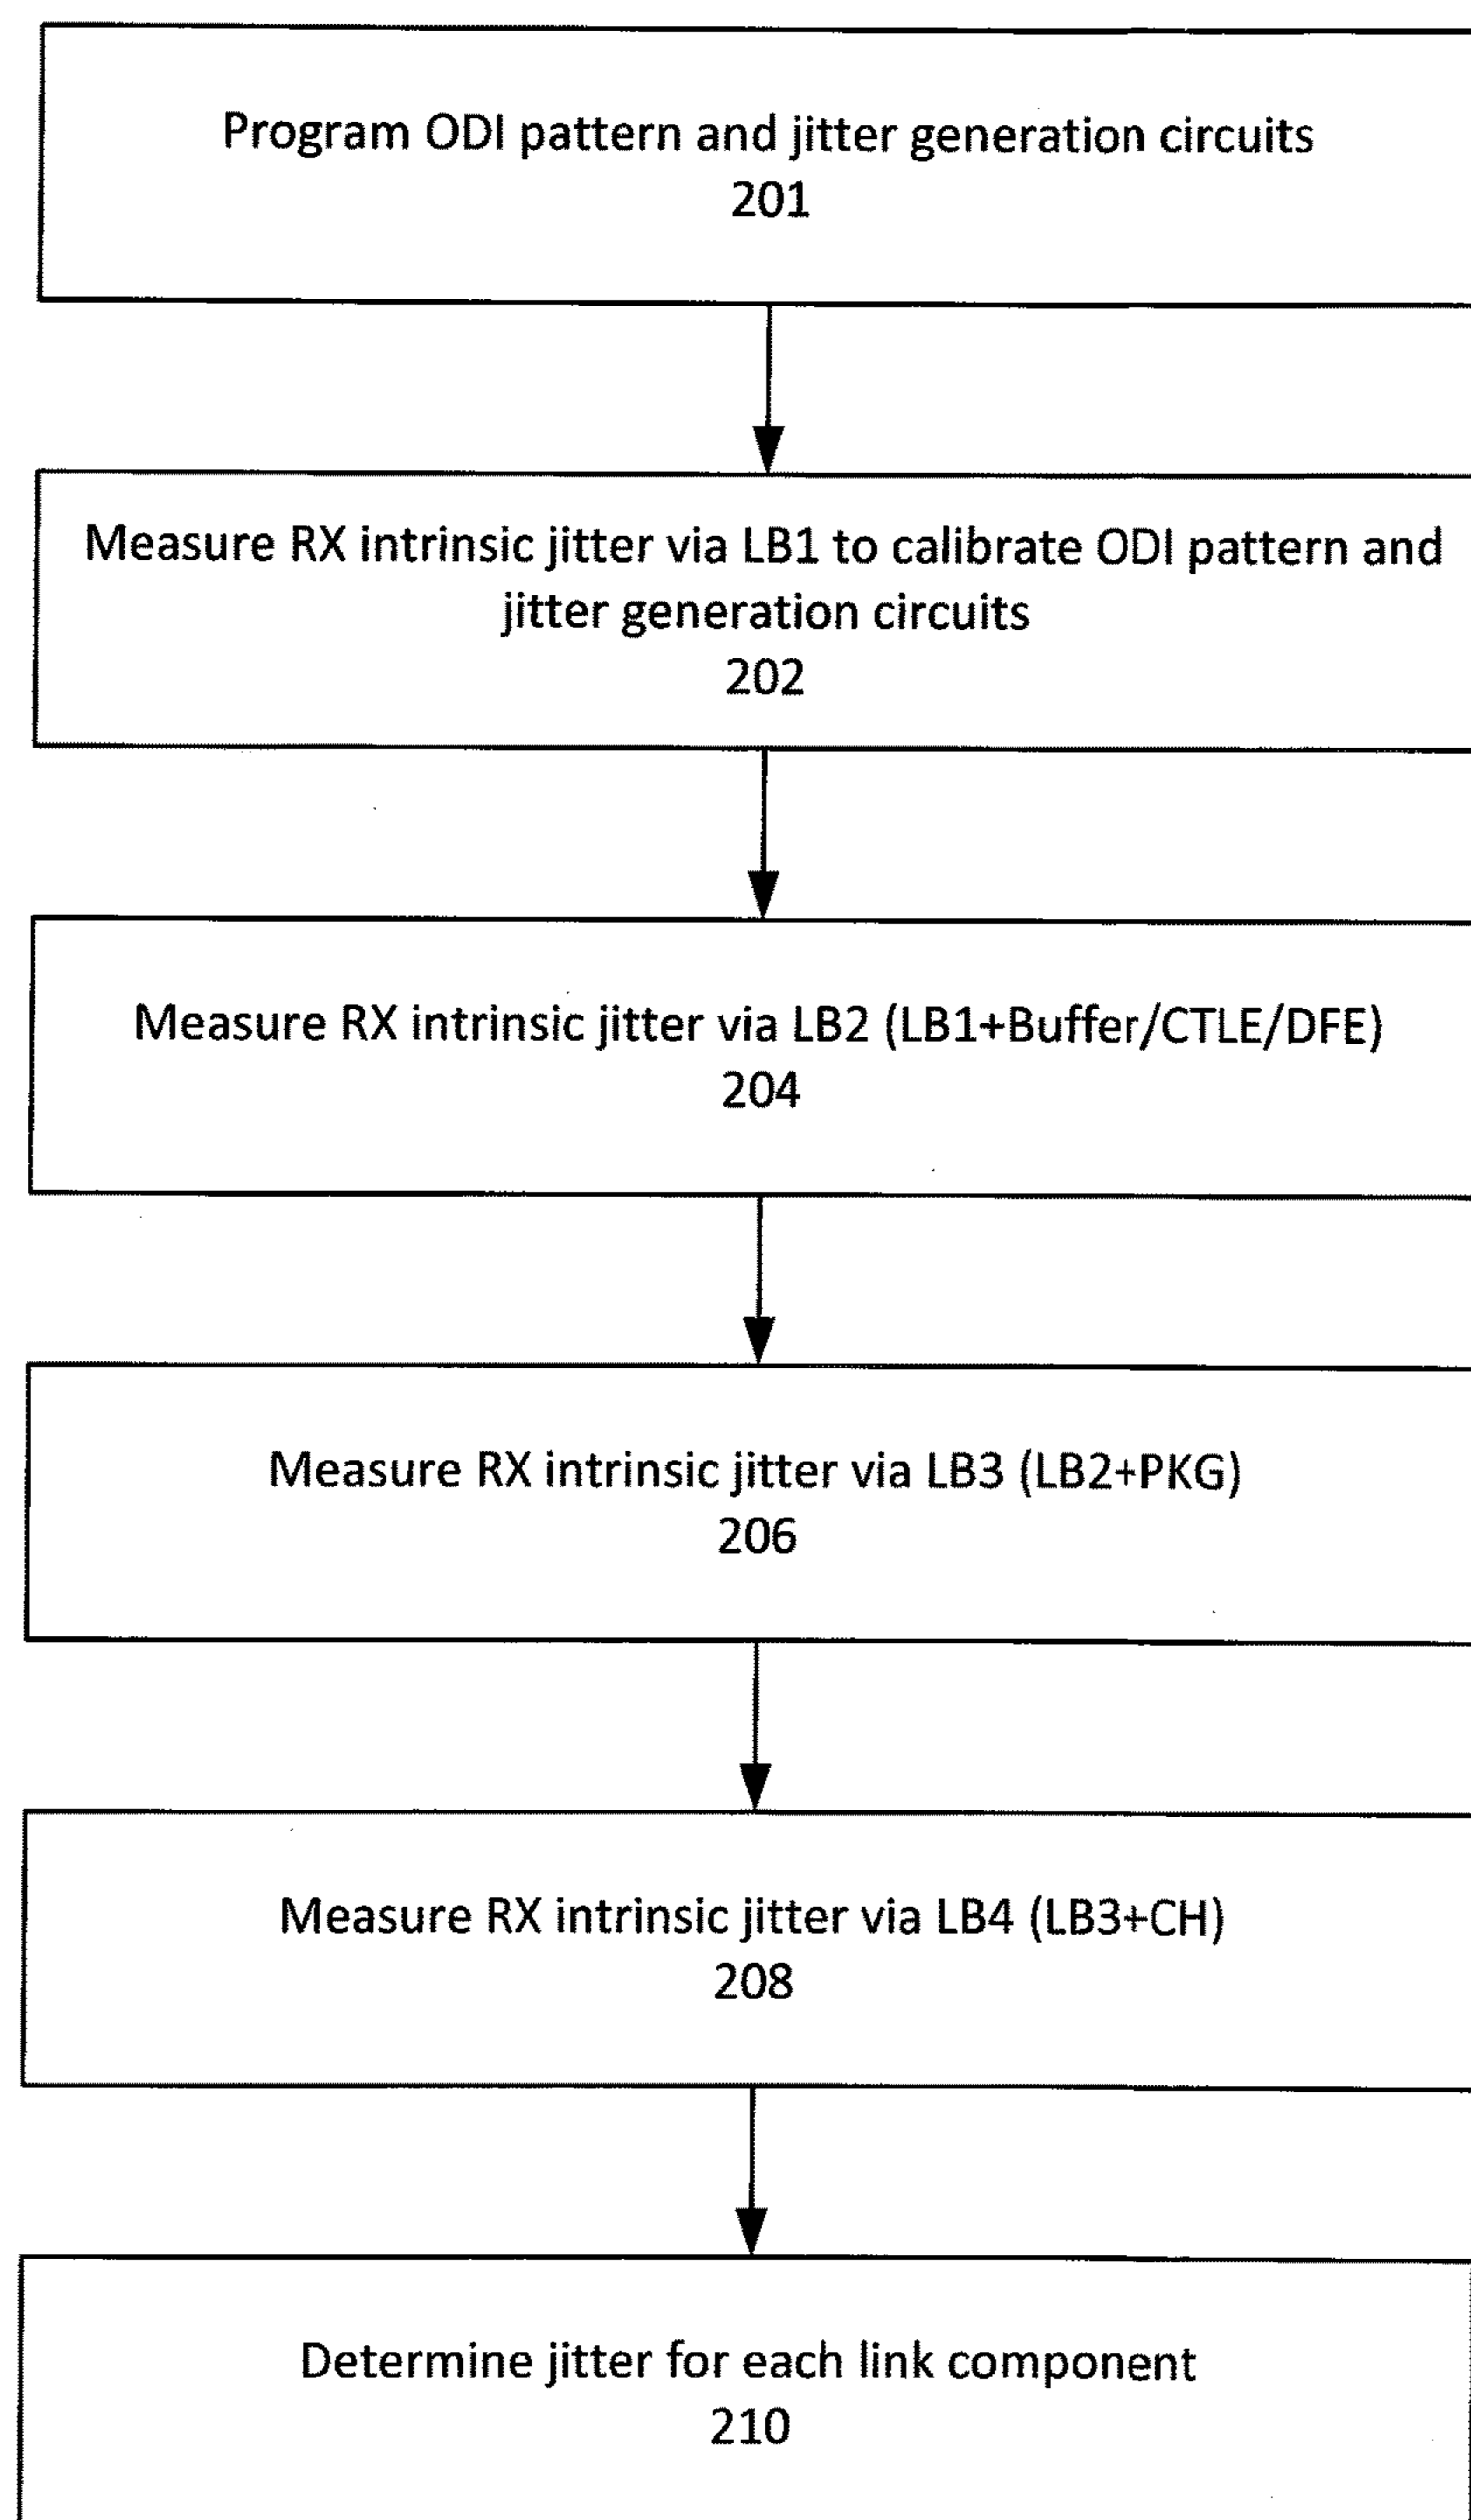 Program ODI pattern and jitter generation circuits
201
Measure RX intrinsic jitter via LB1 to calibrate ODI pattern and
jitter generation circuits
202
Measure RX intrinsic jitter via LB2 (LB1+Buffer/CTLE/DFE)
204
Measure RX intrinsic jitter via LB3 (LB2+PKG)
206
Measure RX intrinsic jitter via LB4 (LB3+CH)
208
Determine jitter for each link component
210